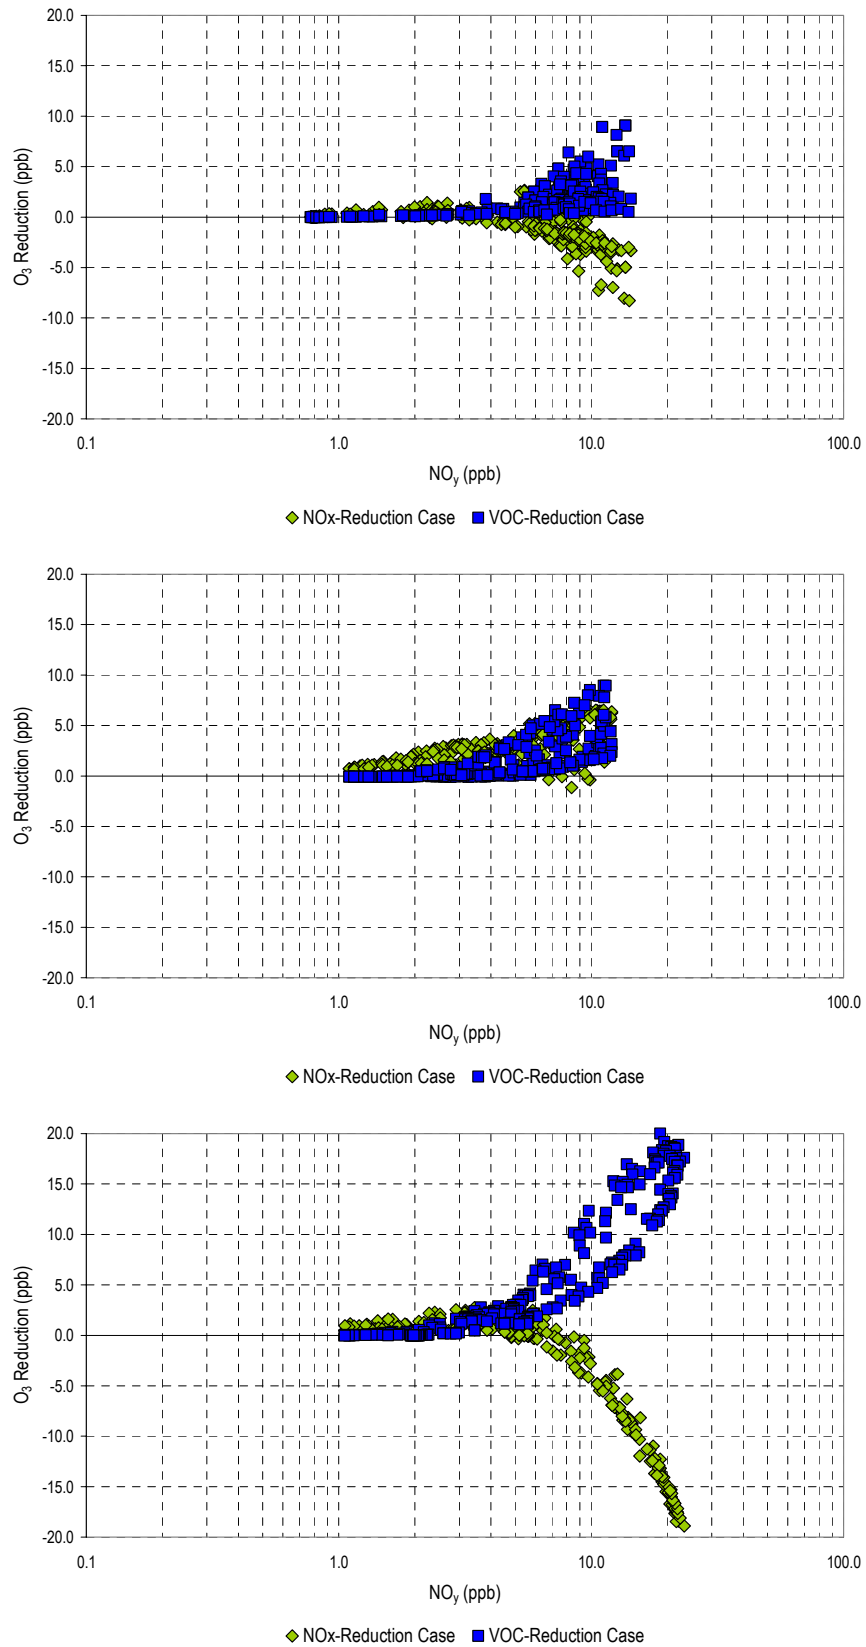 20.0
15.0
10.0
5.0
0.0
-5.0
-10.0
-15.0
-20.0
O3 Reduction (ppb)
0.1 1.0 10.0 100.0
NOy (ppb)
NOx-Reduction Case VOC-Reduction Case
20.0
15.0
10.0
5.0
0.0
-5.0
-10.0
-15.0
-20.0
O3 Reduction (ppb)
0.1 1.0 10.0 100.0
NOy (ppb)
NOx-Reduction Case VOC-Reduction Case
20.0
15.0
10.0
5.0
0.0
-5.0
-10.0
-15.0
-20.0
O3 Reduction (ppb)
0.1 1.0 10.0 100.0
NOy (ppb)
NOx-Reduction Case VOC-Reduction Case